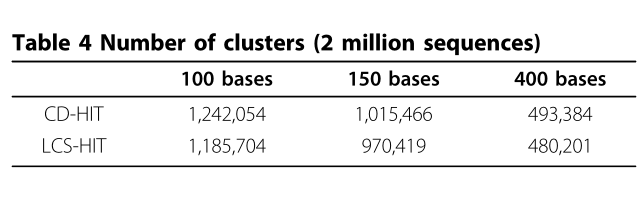 Table 4 Number of clusters (2 million sequences)
100 bases 150 bases 400 bases
CD-HIT 1,242,054 1,015,466 493,384
LCS-HIT 1,185,704 970,419 480,201